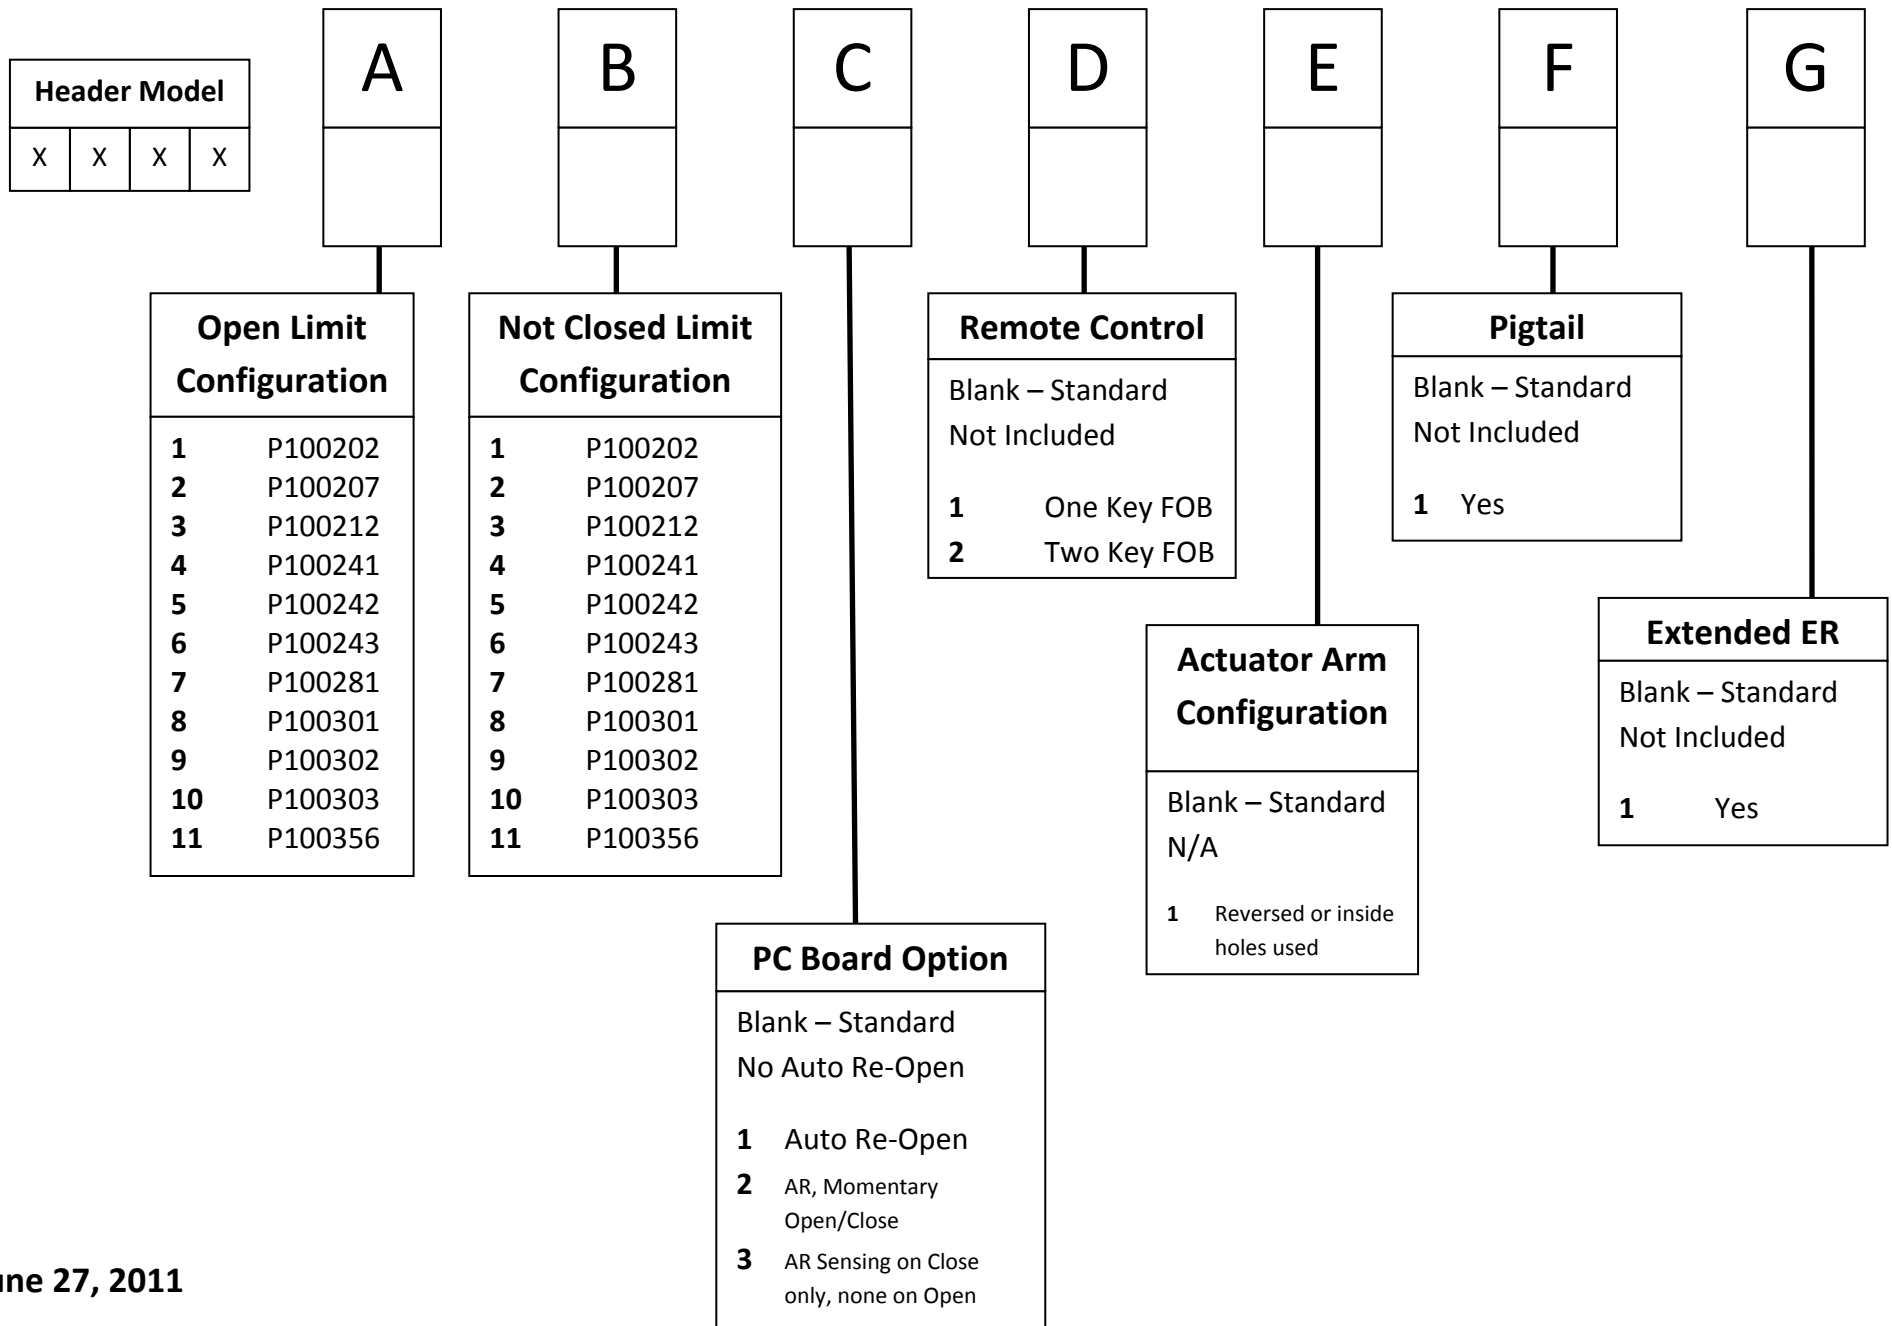 A B C D E F G
Header Model
X X X X
Open Limit
Configuration
1 P100202
2 P100207
3 P100212
4 P100241
5 P100242
6 P100243
7 P100281
8 P100301
9 P100302
10 P100303
11 P100356
Not Closed Limit
Configuration
1 P100202
2 P100207
3 P100212
4 P100241
5 P100242
6 P100243
7 P100281
8 P100301
9 P100302
10 P100303
11 P100356
PC Board Option
Blank – Standard
No Auto Re-Open
1 Auto Re-Open
2 AR, Momentary
Open/Close
3 AR Sensing on Close
only, none on Open
Remote Control
Blank – Standard
Not Included
1 One Key FOB
2 Two Key FOB
Actuator Arm
Configuration
Blank – Standard
N/A
1 Reversed or inside
holes used
Pigtail
Blank – Standard
Not Included
1 Yes
Extended ER
Blank – Standard
Not Included
1 Yes
une 27, 2011